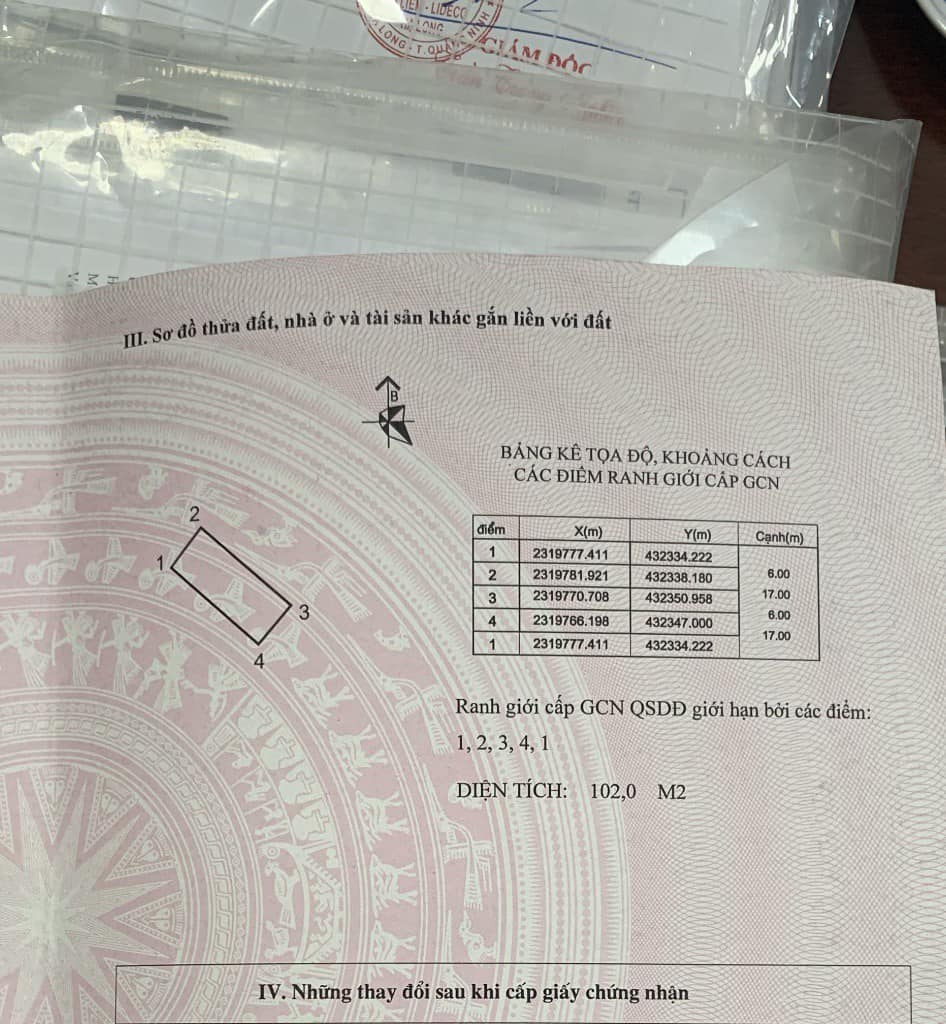 LIDECO
LONG - T. QUẢNG NINH
GIÁM ĐỐC
III. Sơ đồ thửa đất, nhà ở và tài sản khác gắn liền với đất
B
BẢNG KÊ TỌA ĐỘ, KHOẢNG CÁCH
CÁC ĐIỂM RANH GIỚI CẤP GCN
điểm X(m) Y(m) Cạnh(m)
1 2319777.411 432334.222
6.00
2 2319781.921 432338.180
17.00
3 2319770.708 432350.958
6.00
4 2319766.198 432347.000
17.00
1 2319777.411 432334.222
2
1
3
4
Ranh giới cấp GCN QSDĐ giới hạn bởi các điểm:
1, 2, 3, 4, 1
DIỆN TÍCH: 102,0 M2
IV. Những thay đổi sau khi cấp giấy chứng nhận